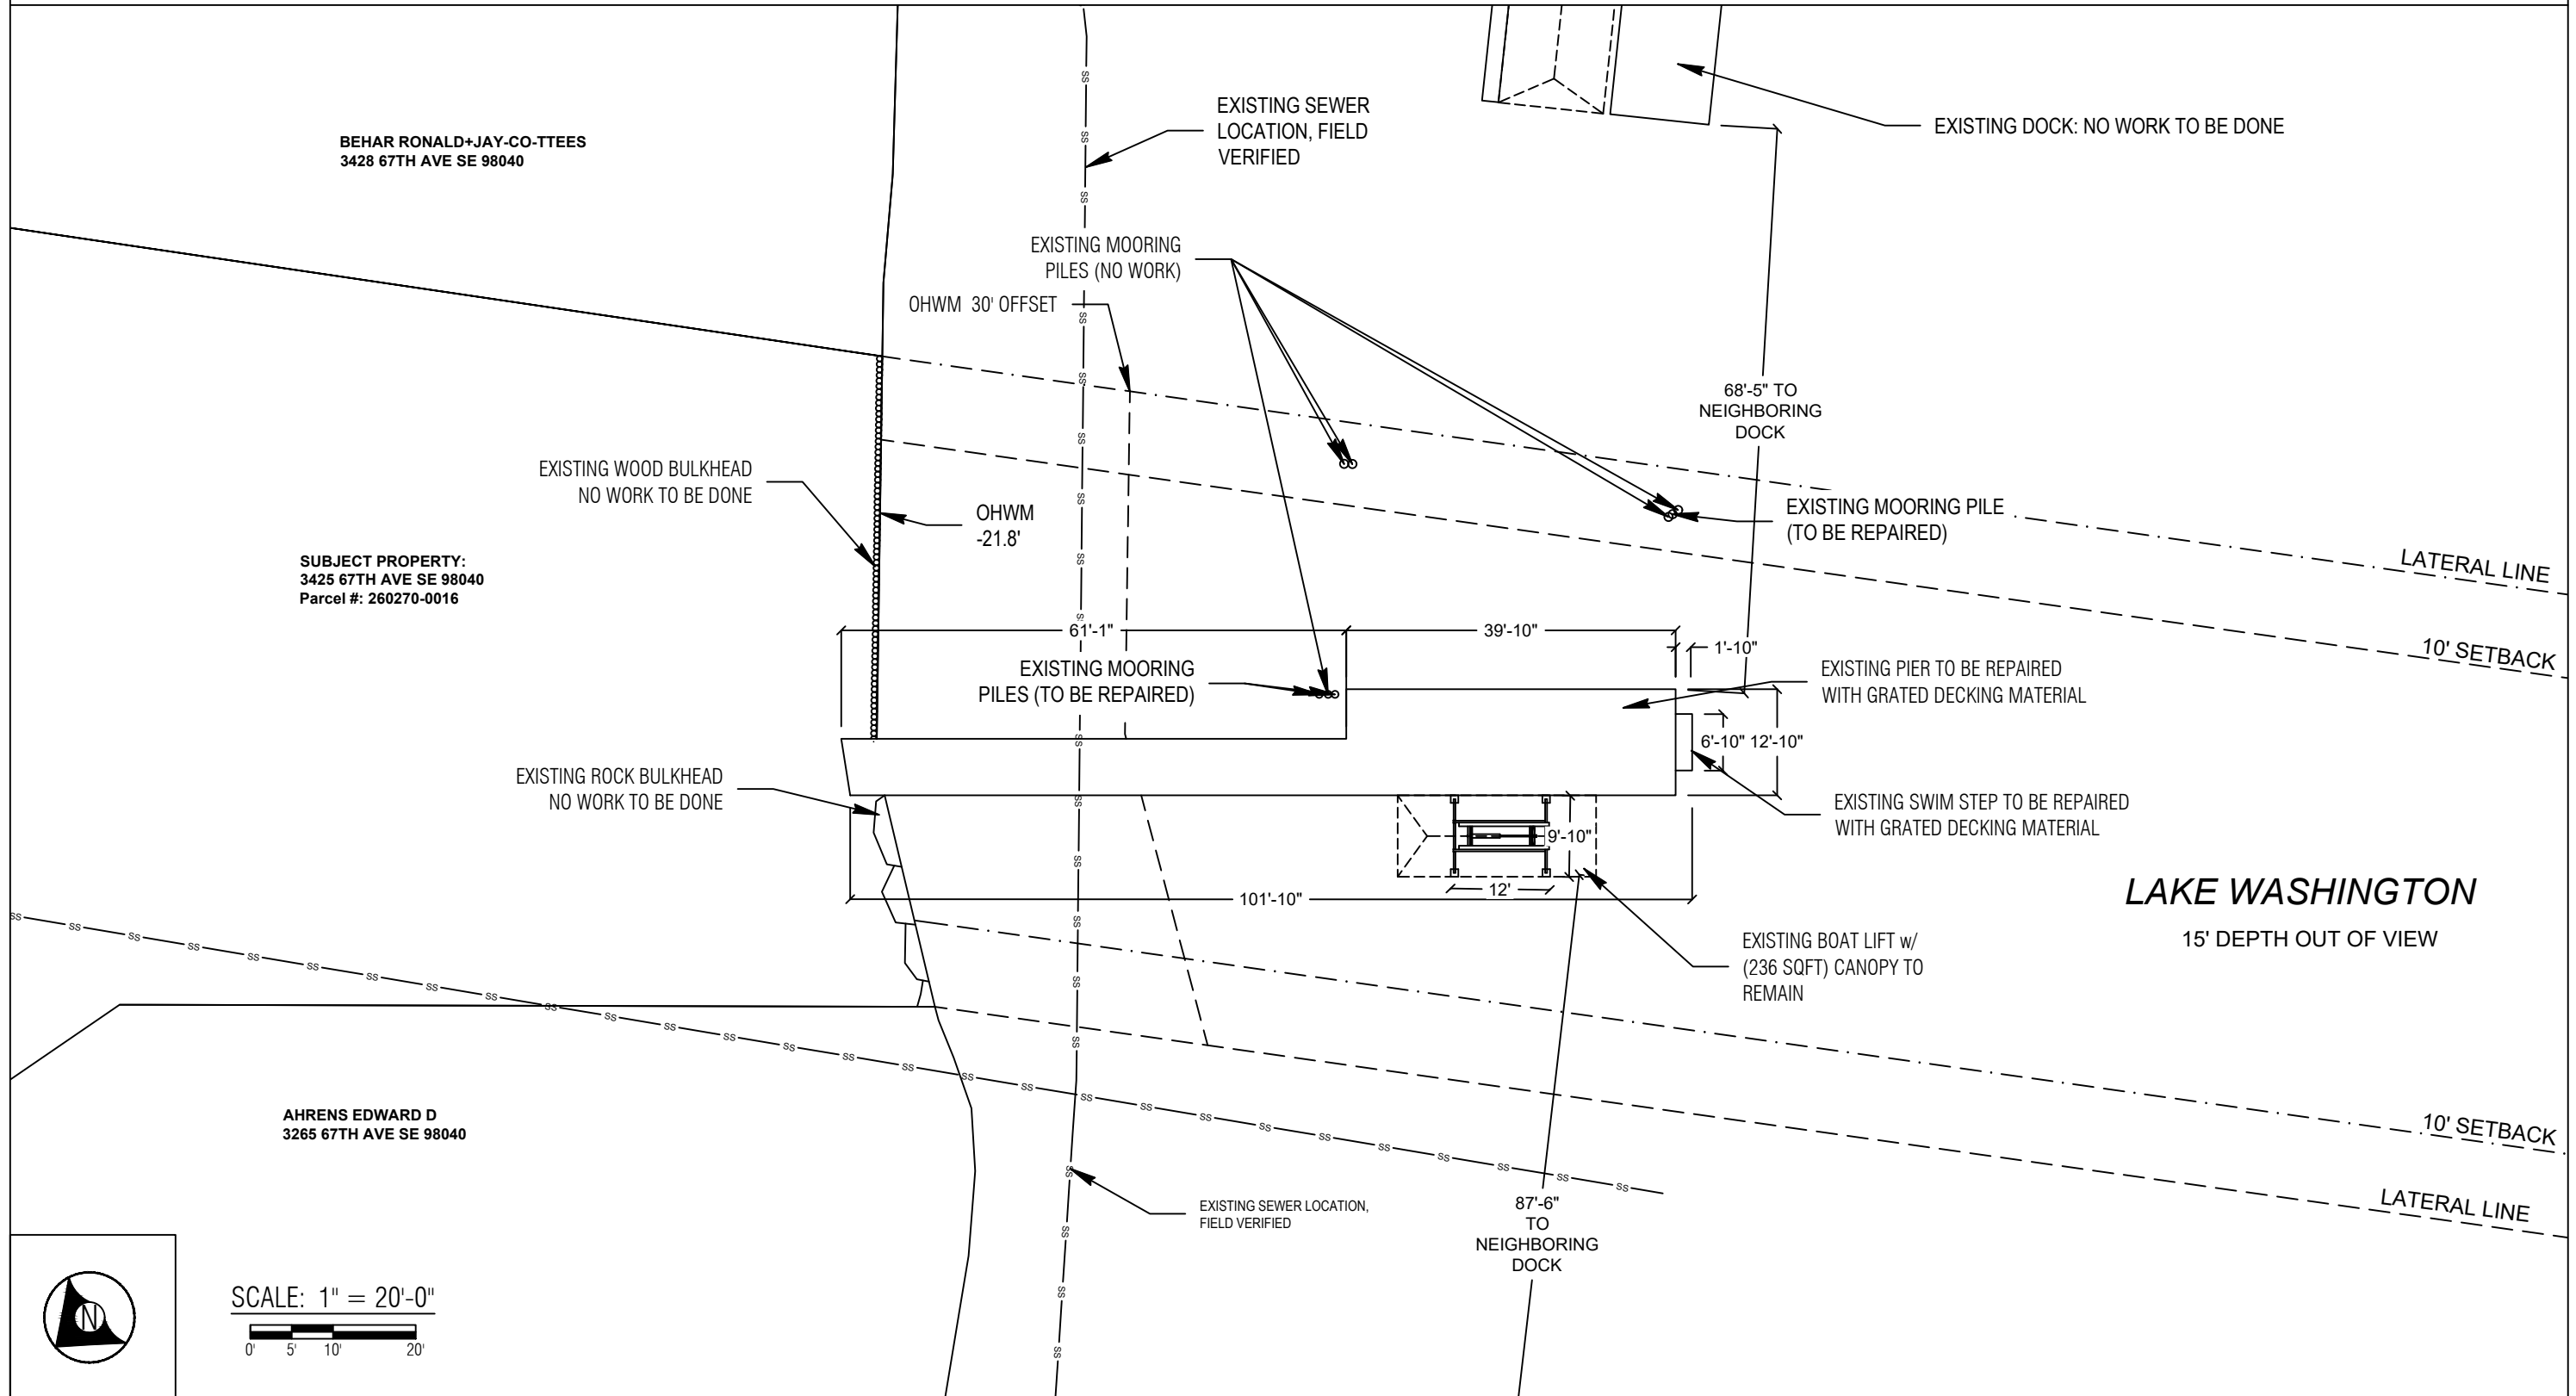 BEHAR RONALD+JAY-CO-TTEES
3428 67TH AVE SE 98040
EXISTING SEWER
LOCATION, FIELD
VERIFIED
EXISTING DOCK: NO WORK TO BE DONE
EXISTING MOORING
PILES (NO WORK)
OHWM 30' OFFSET
68'-5" TO
NEIGHBORING
DOCK
EXISTING WOOD BULKHEAD
NO WORK TO BE DONE
OHWM
-21.8'
EXISTING MOORING PILE
(TO BE REPAIRED)
LATERAL LINE
SUBJECT PROPERTY:
3425 67TH AVE SE 98040
Parcel #: 260270-0016
61'-1"
39'-10"
1'-10"
10' SETBACK
EXISTING MOORING
PILES (TO BE REPAIRED)
EXISTING PIER TO BE REPAIRED
WITH GRATED DECKING MATERIAL
6'-10" 12'-10"
EXISTING ROCK BULKHEAD
NO WORK TO BE DONE
EXISTING SWIM STEP TO BE REPAIRED
WITH GRATED DECKING MATERIAL
9'-10"
12'
101'-10"
LAKE WASHINGTON
15' DEPTH OUT OF VIEW
EXISTING BOAT LIFT w/
(236 SQFT) CANOPY TO
REMAIN
10' SETBACK
AHRENS EDWARD D
3265 67TH AVE SE 98040
EXISTING SEWER LOCATION,
FIELD VERIFIED
87'-6"
TO
NEIGHBORING
DOCK
LATERAL LINE
N
SCALE: 1" = 20'-0"
0' 5' 10' 20'
SS